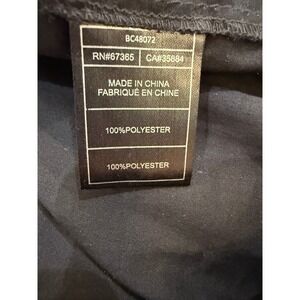 BC48072
RN#67365 CA#35884
MADE IN CHINA
FABRIQUÉ EN CHINE
100%POLYESTER
100%POLYESTER